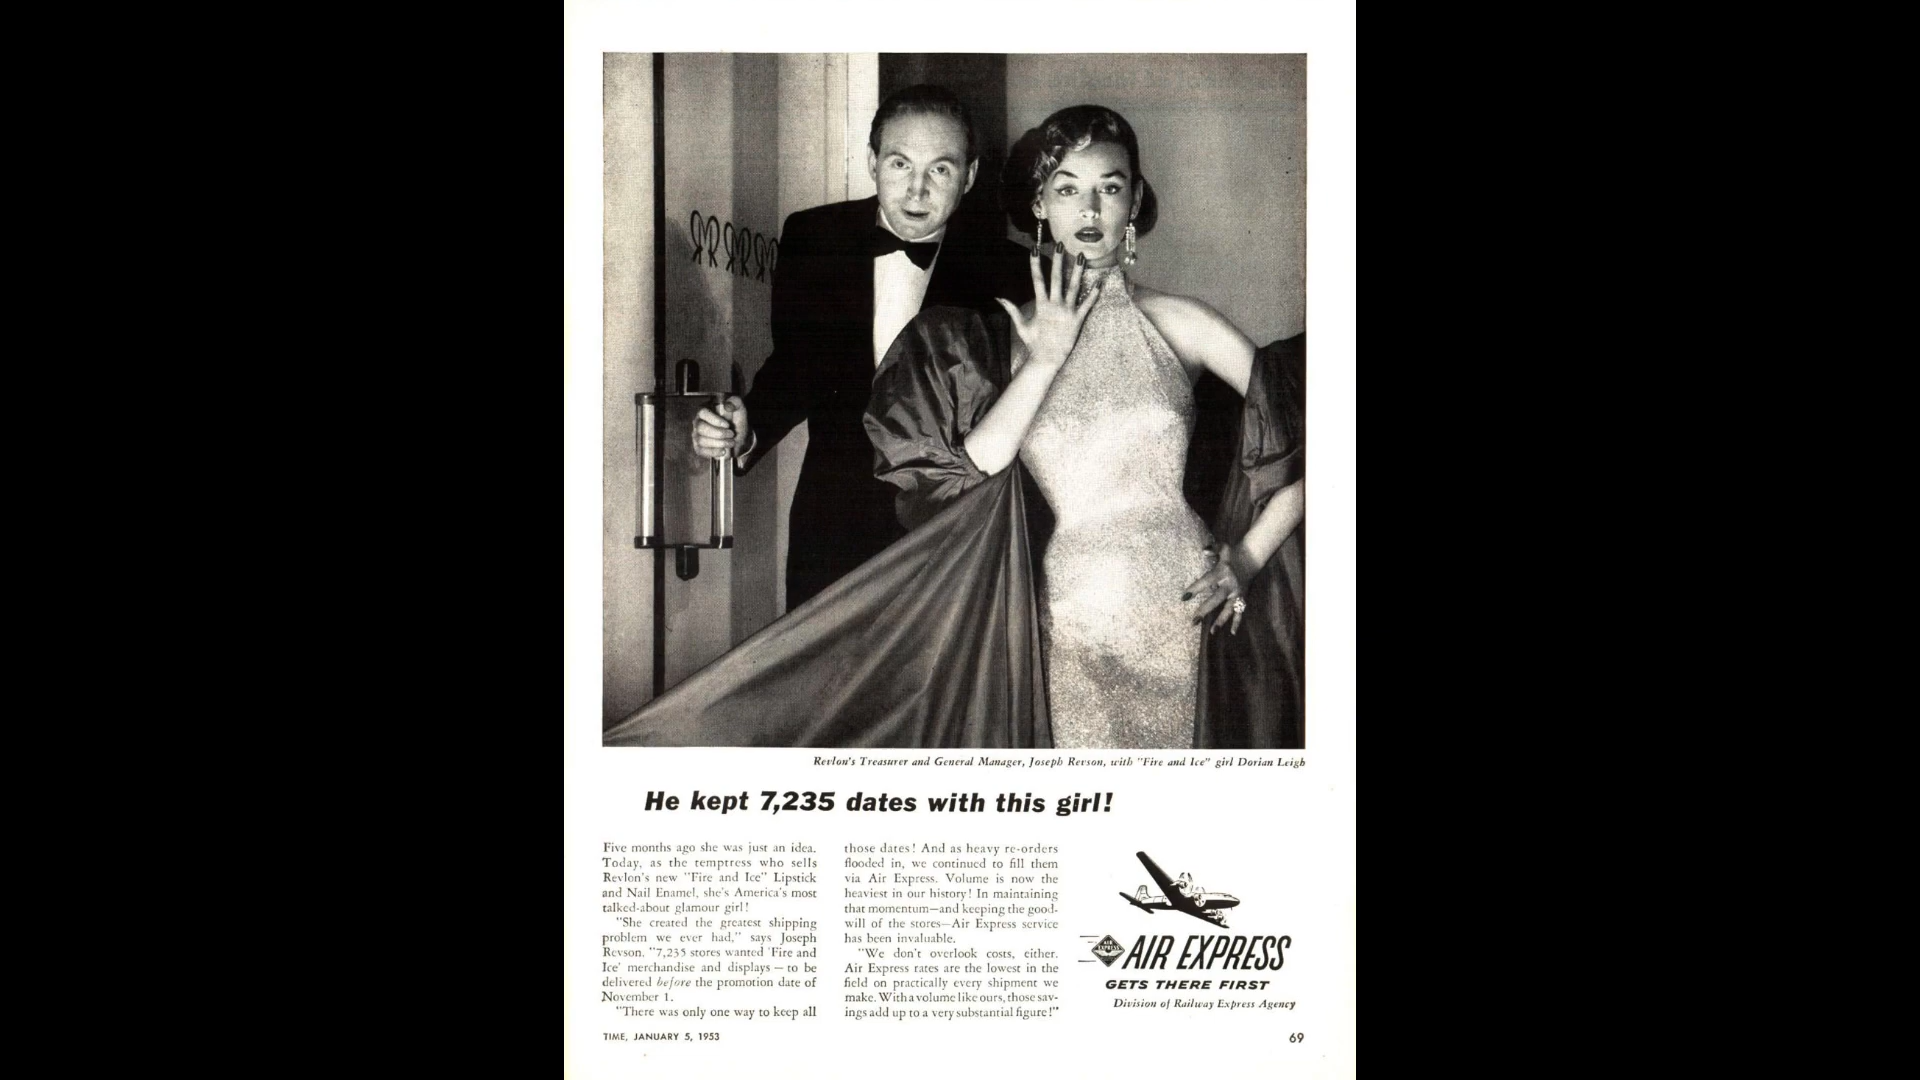 Revlon's Treasurer and General Manager, Joseph Revson, with "Fire and Ice" girl Dorian Leigh
He kept 7,235 dates with this girl!
Five months ago she was just an idea.
Today, as the temptress who sells
Revlon's new "Fire and Ice" Lipstick
and Nail Enamel, she's America's most
talked-about glamour girl!
"She created the greatest shipping
problem we ever had," says Joseph
Revson. "7,235 stores wanted 'Fire and
Ice' merchandise and displays — to be
delivered before the promotion date of
November 1.
"There was only one way to keep all
those dates! And as heavy re-orders
flooded in, we continued to fill them
via Air Express. Volume is now the
heaviest in our history! In maintaining
that momentum—and keeping the good-
will of the stores—Air Express service
has been invaluable.
"We don't overlook costs, either.
Air Express rates are the lowest in the
field on practically every shipment we
make. With a volume like ours, those sav-
ings add up to a very substantial figure!"
AIR
EXPRESS
AIR EXPRESS
GETS THERE FIRST
Division of Railway Express Agency
TIME, JANUARY 5, 1953
69